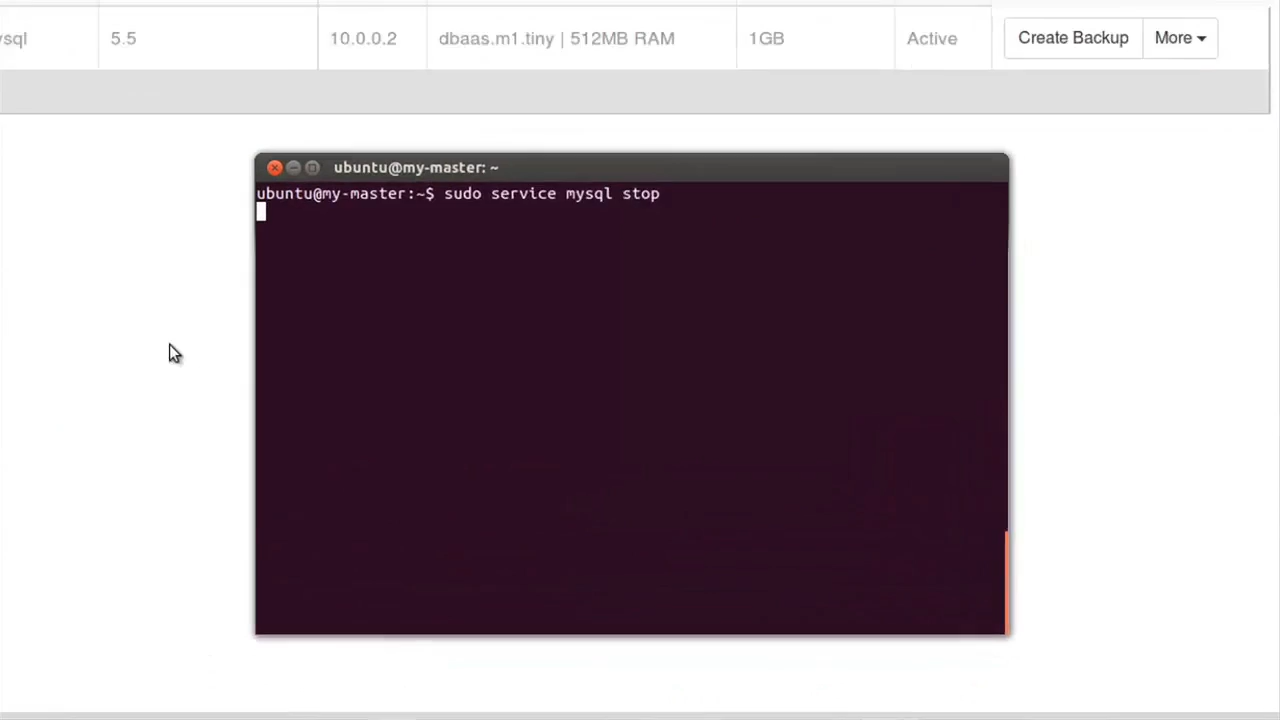 ysql 5.5 10.0.0.2 dbaas.m1.tiny | 512MB RAM 1GB Active Create Backup More
ubuntu@my-master: ~
ubuntu@my-master:~$ sudo service mysql stop